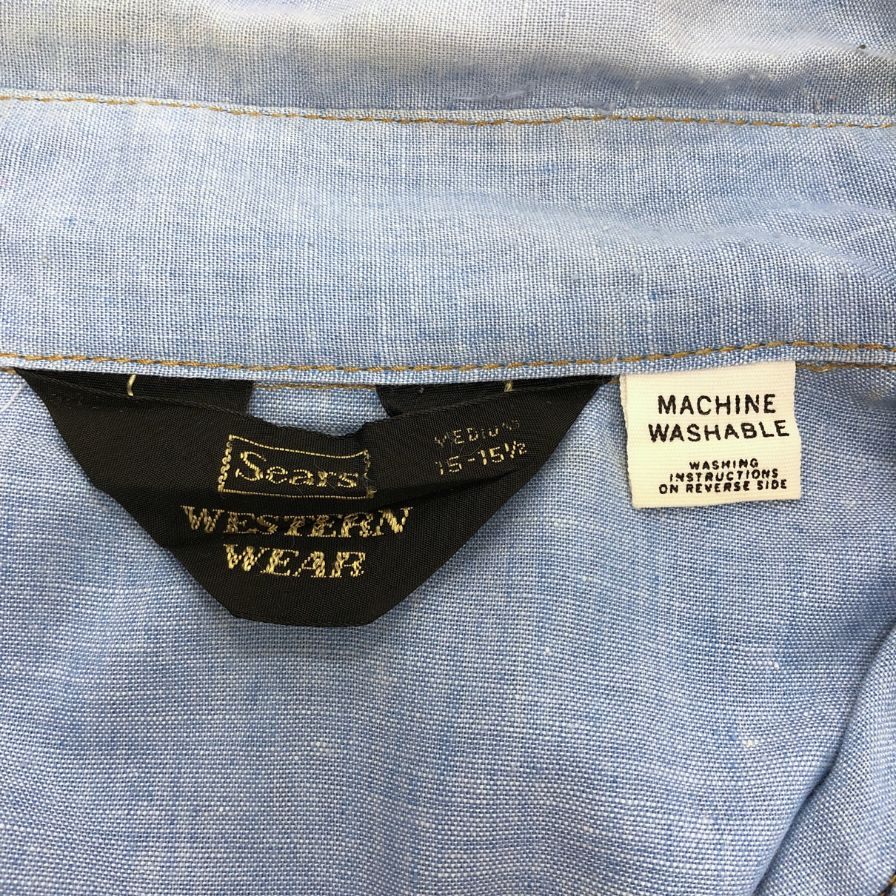 Sears
WESTERN
WEAR
MEDIUM
15-15½
MACHINE
WASHABLE
WASHING
INSTRUCTIONS
ON REVERSE SIDE